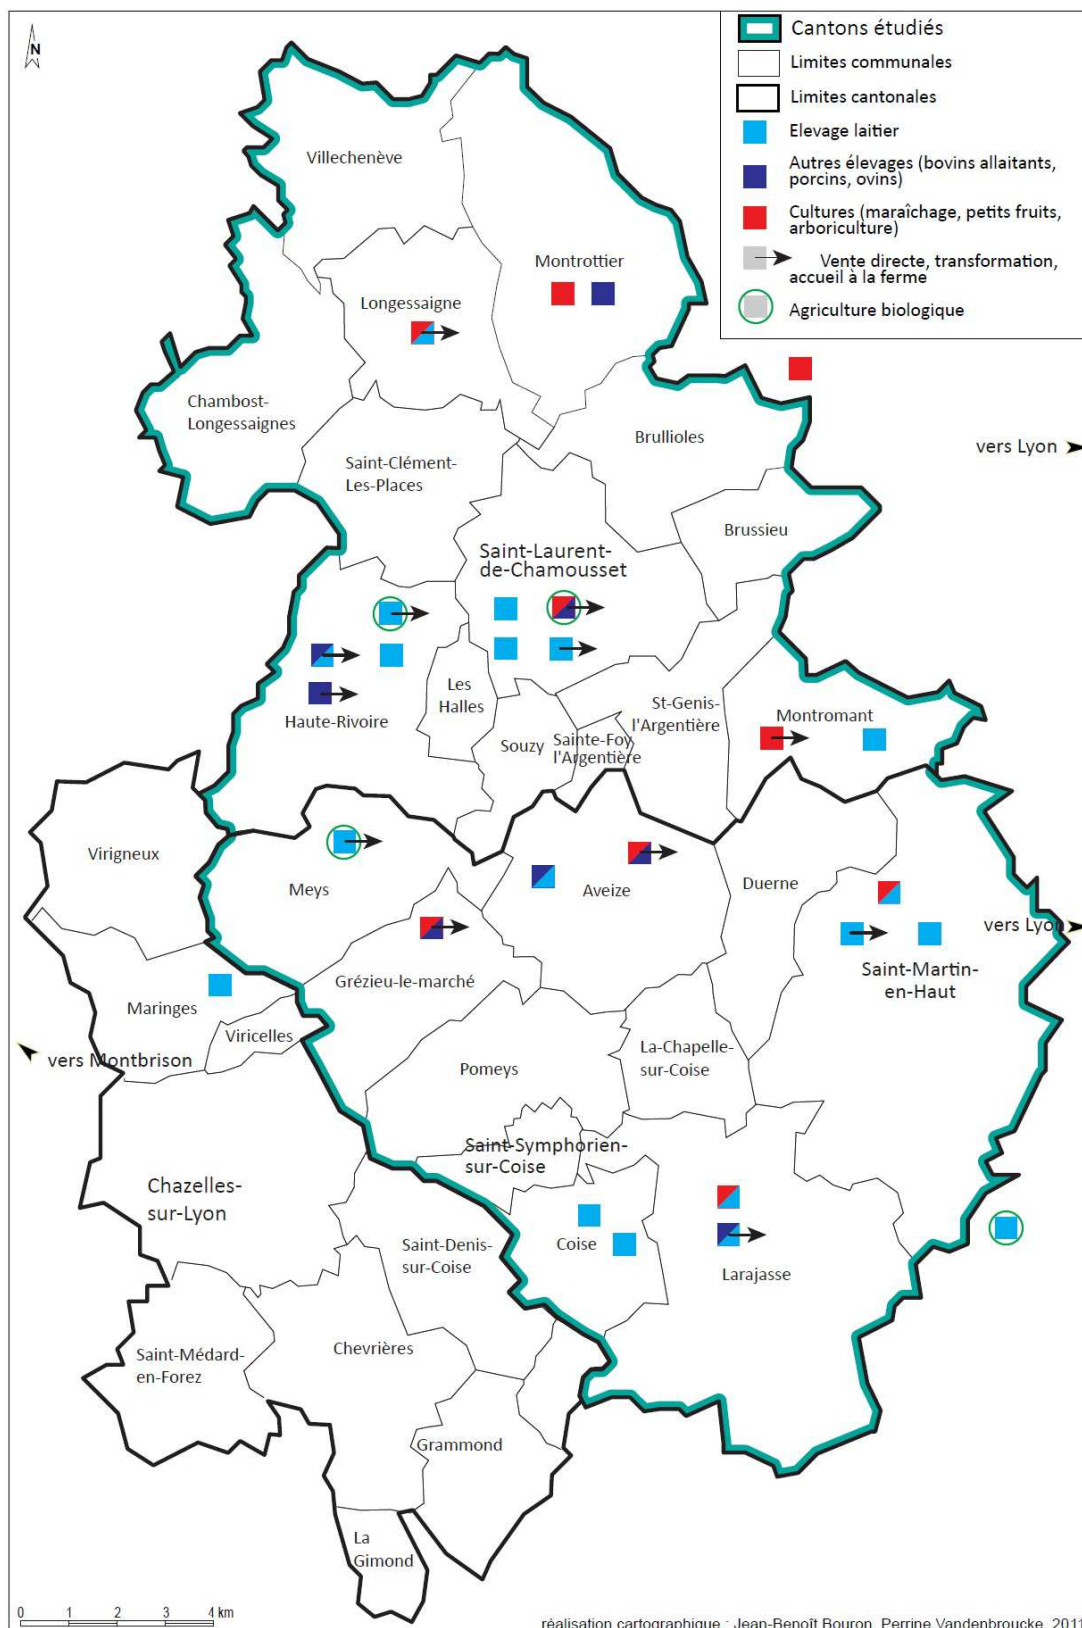 N
Cantons étudiés
Limites communales
Limites cantonales
Elevage laitier
Autres élevages (bovins allaitants,
porcins, ovins)
Cultures (maraîchage, petits fruits,
arboriculture)
Vente directe, transformation,
accueil à la ferme
Agriculture biologique
Villechenève
Montrottier
Longessaigne
Chambost-
Longessaignes
Brullioles
vers Lyon
Saint-Clément-
Les-Places
Brussieu
Saint-Laurent-
de-Chamousset
Les
Halles
St-Genis-
l'Argentière
Haute-Rivoire
Montromant
Souzy
Sainte-Foy
l'Argentière
Virigneux
Meys
Aveize
Duerne
vers Lyon
Saint-Martin-
en-Haut
Grézieu-le-marché
Maringes
Viricelles
vers Montbrison
La-Chapelle-
sur-Coise
Pomeys
Saint-Symphorien-
sur-Coise
Chazelles-
sur-Lyon
Saint-Denis-
sur-Coise
Coise
Larajasse
Saint-Médard-
en-Forez
Chevrières
Grammond
La
Gimond
0 1 2 3 4 km
réalisation cartographique : Jean-Benoît Bouron, Perrine Vandenbroucke, 2011